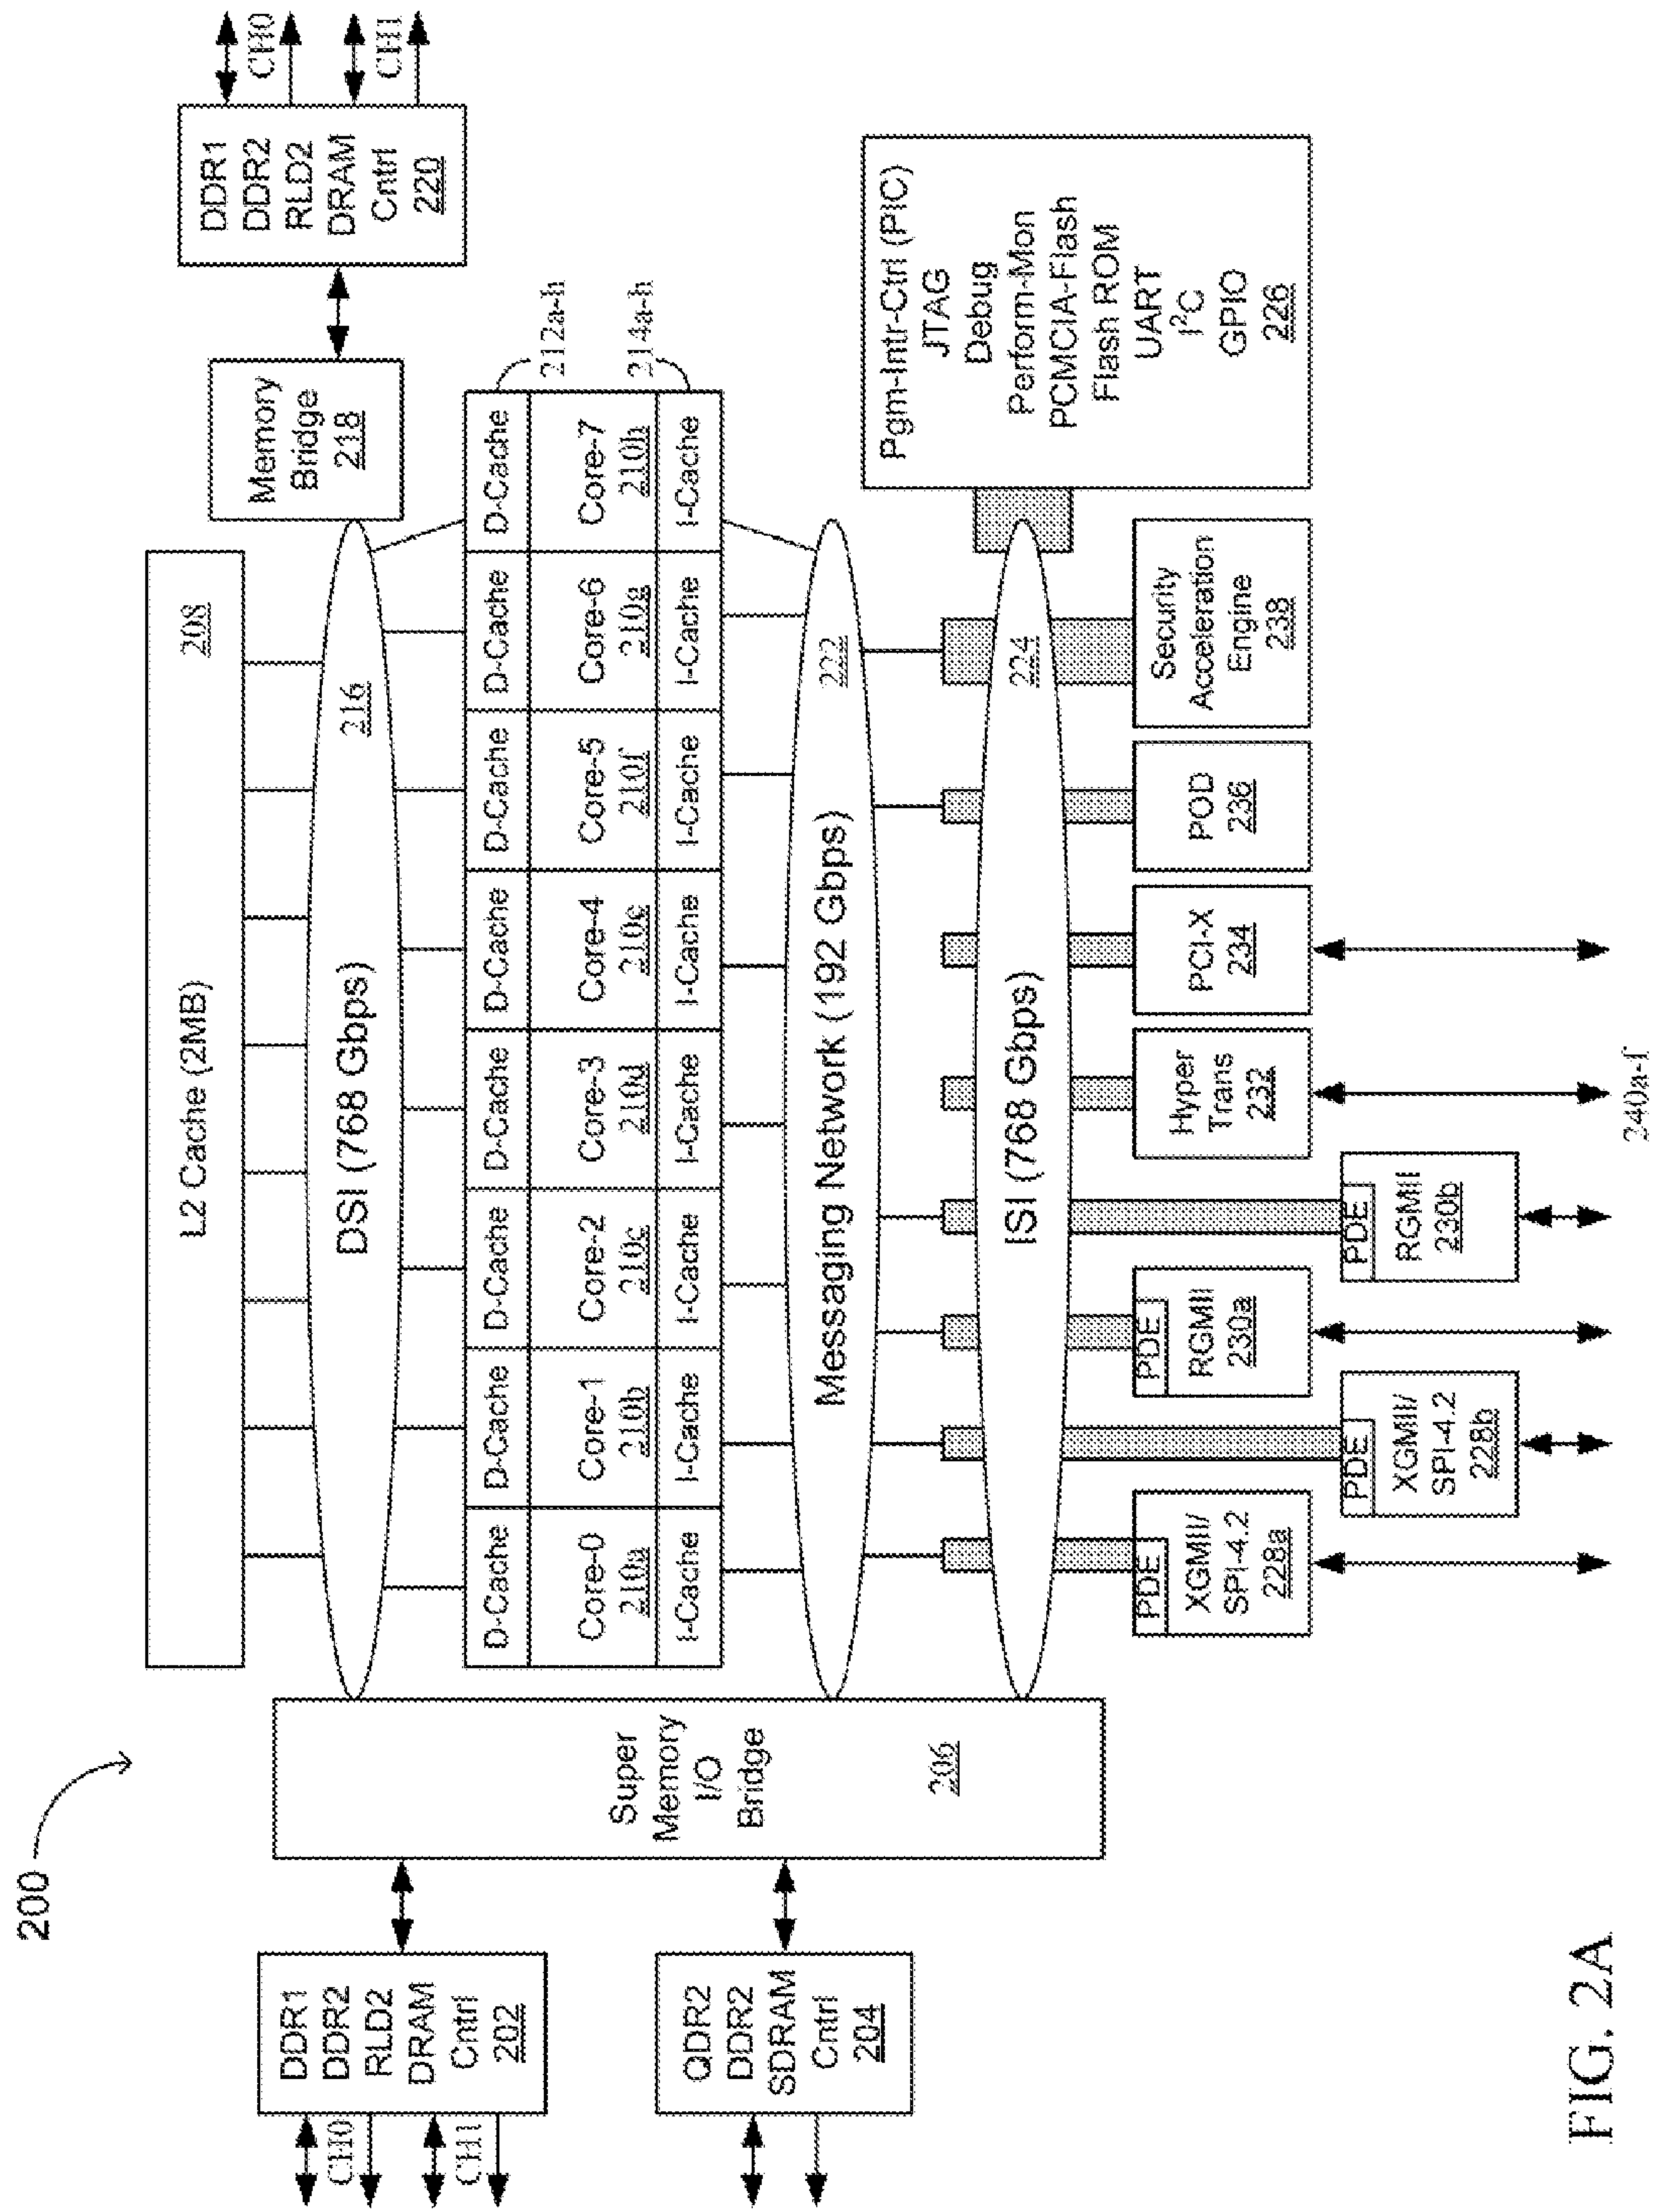 200
L2 Cache (2MB)
208
DDR1
DDR2
RLD2
DRAM
Cntrl
202
CH0
CH1
QDR2
DDR2
SDRAM
Cntrl
204
Super
Memory
I/O
Bridge
206
DSI (768 Gbps)
216
Memory
Bridge
218
DDR1
DDR2
RLD2
DRAM
Cntrl
220
CH0
CH1
D-Cache D-Cache D-Cache D-Cache D-Cache D-Cache D-Cache D-Cache
212a-h
Core-0 Core-1 Core-2 Core-3 Core-4 Core-5 Core-6 Core-7
210a 210b 210c 210d 210e 210f 210g 210h
I-Cache I-Cache I-Cache I-Cache I-Cache I-Cache I-Cache I-Cache
214a-h
Messaging Network (192 Gbps)
222
ISI (768 Gbps)
224
Pgm-Intr-Ctrl (PIC)
JTAG
Debug
Perform-Mon
PCMCIA-Flash
Flash ROM
UART
I²C
GPIO
226
PDE
XGMII/
SPI-4.2
228a
PDE
XGMII/
SPI-4.2
228b
PDE
RGMII
230a
PDE
RGMII
230b
Hyper
Trans
232
PCI-X
234
POD
236
Security
Acceleration
Engine
238
240a-f
FIG. 2A